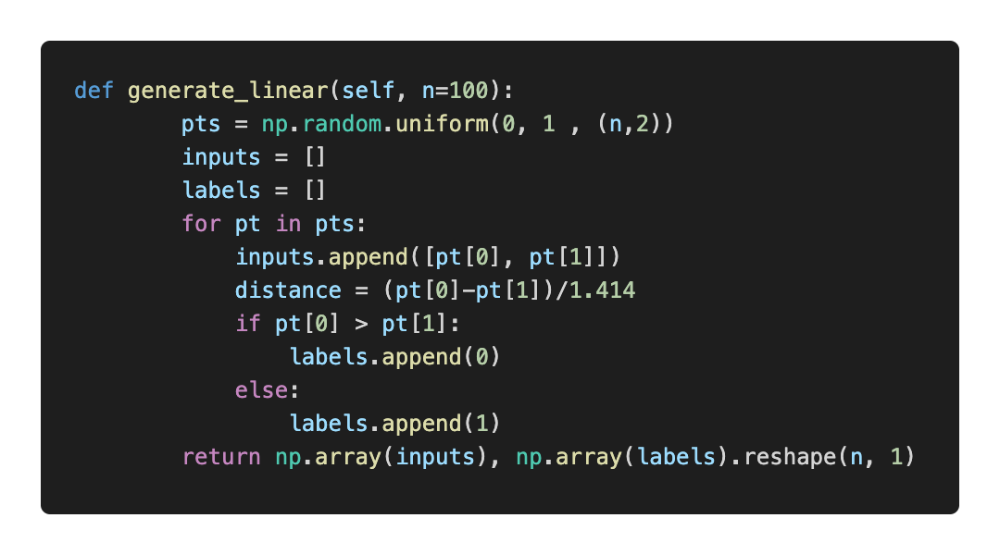 def generate_linear(self, n=100):
        pts = np.random.uniform(0, 1 , (n,2))
        inputs = []
        labels = []
        for pt in pts:
            inputs.append([pt[0], pt[1]])
            distance = (pt[0]-pt[1])/1.414
            if pt[0] > pt[1]:
                labels.append(0)
            else:
                labels.append(1)
        return np.array(inputs), np.array(labels).reshape(n, 1)